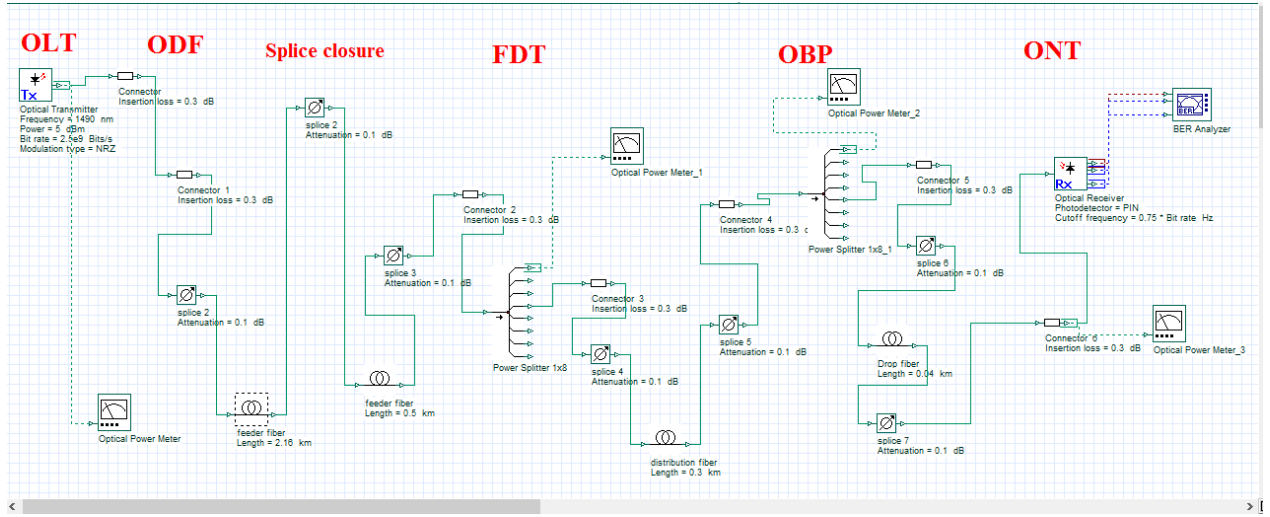 OLT
ODF
Splice closure
FDT
OBP
ONT
Tx
Optical Transmitter
Frequency = 1490 nm
Power = 5 dBm
Bit rate = 2.5e9 Bits/s
Modulation type = NRZ
Connector
Insertion loss = 0.3 dB
Connector 1
Insertion loss = 0.3 dB
splice 2
Attenuation = 0.1 dB
Optical Power Meter
feeder fiber
Length = 2.16 km
splice 2
Attenuation = 0.1 dB
feeder fiber
Length = 0.5 km
splice 3
Attenuation = 0.1 dB
Connector 2
Insertion loss = 0.3 dB
Optical Power Meter_1
Power Splitter 1x8
Connector 3
Insertion loss = 0.3 dB
splice 4
Attenuation = 0.1 dB
distribution fiber
Length = 0.3 km
splice 5
Attenuation = 0.1 dB
Connector 4
Insertion loss = 0.3
Optical Power Meter_2
Power Splitter 1x8_1
Connector 5
Insertion loss = 0.3 dB
splice 6
Attenuation = 0.1 dB
Drop fiber
Length = 0.04 km
splice 7
Attenuation = 0.1 dB
Connector 6
Insertion loss = 0.3 dB
Optical Power Meter_3
Rx
Optical Receiver
Photodetector = PIN
Cutoff frequency = 0.75 * Bit rate Hz
BER
BER Analyzer